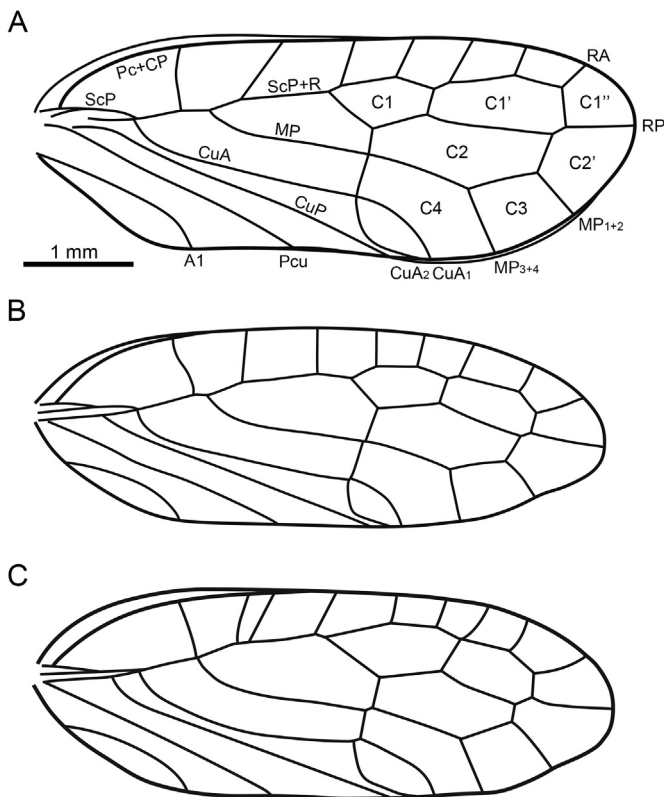 A
Pc+CP
RA
ScP
ScP+R
C1
C1'
C1''
RP
MP
C2
CuA
C2'
CuP
C4
C3
1 mm
A1
Pcu
CuA2 CuA1
MP3+4
MP1+2
B
C